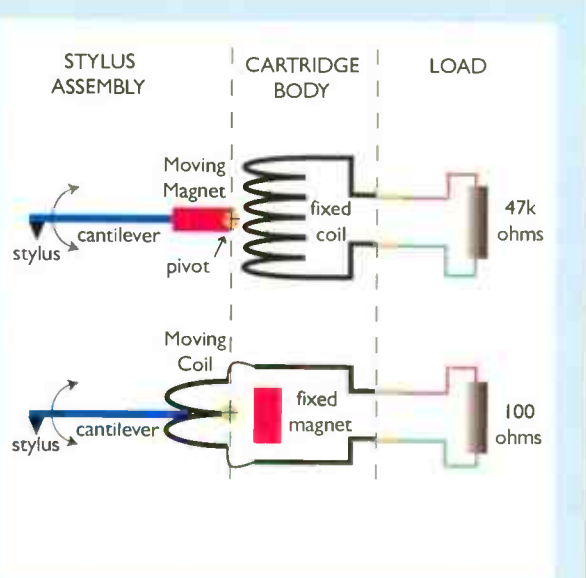 STYLUS
ASSEMBLY
CARTRIDGE
BODY
LOAD
Moving
Magnet
fixed
coil
47k
ohms
cantilever
stylus
pivot
Moving
Coil
fixed
magnet
100
ohms
cantilever
stylus